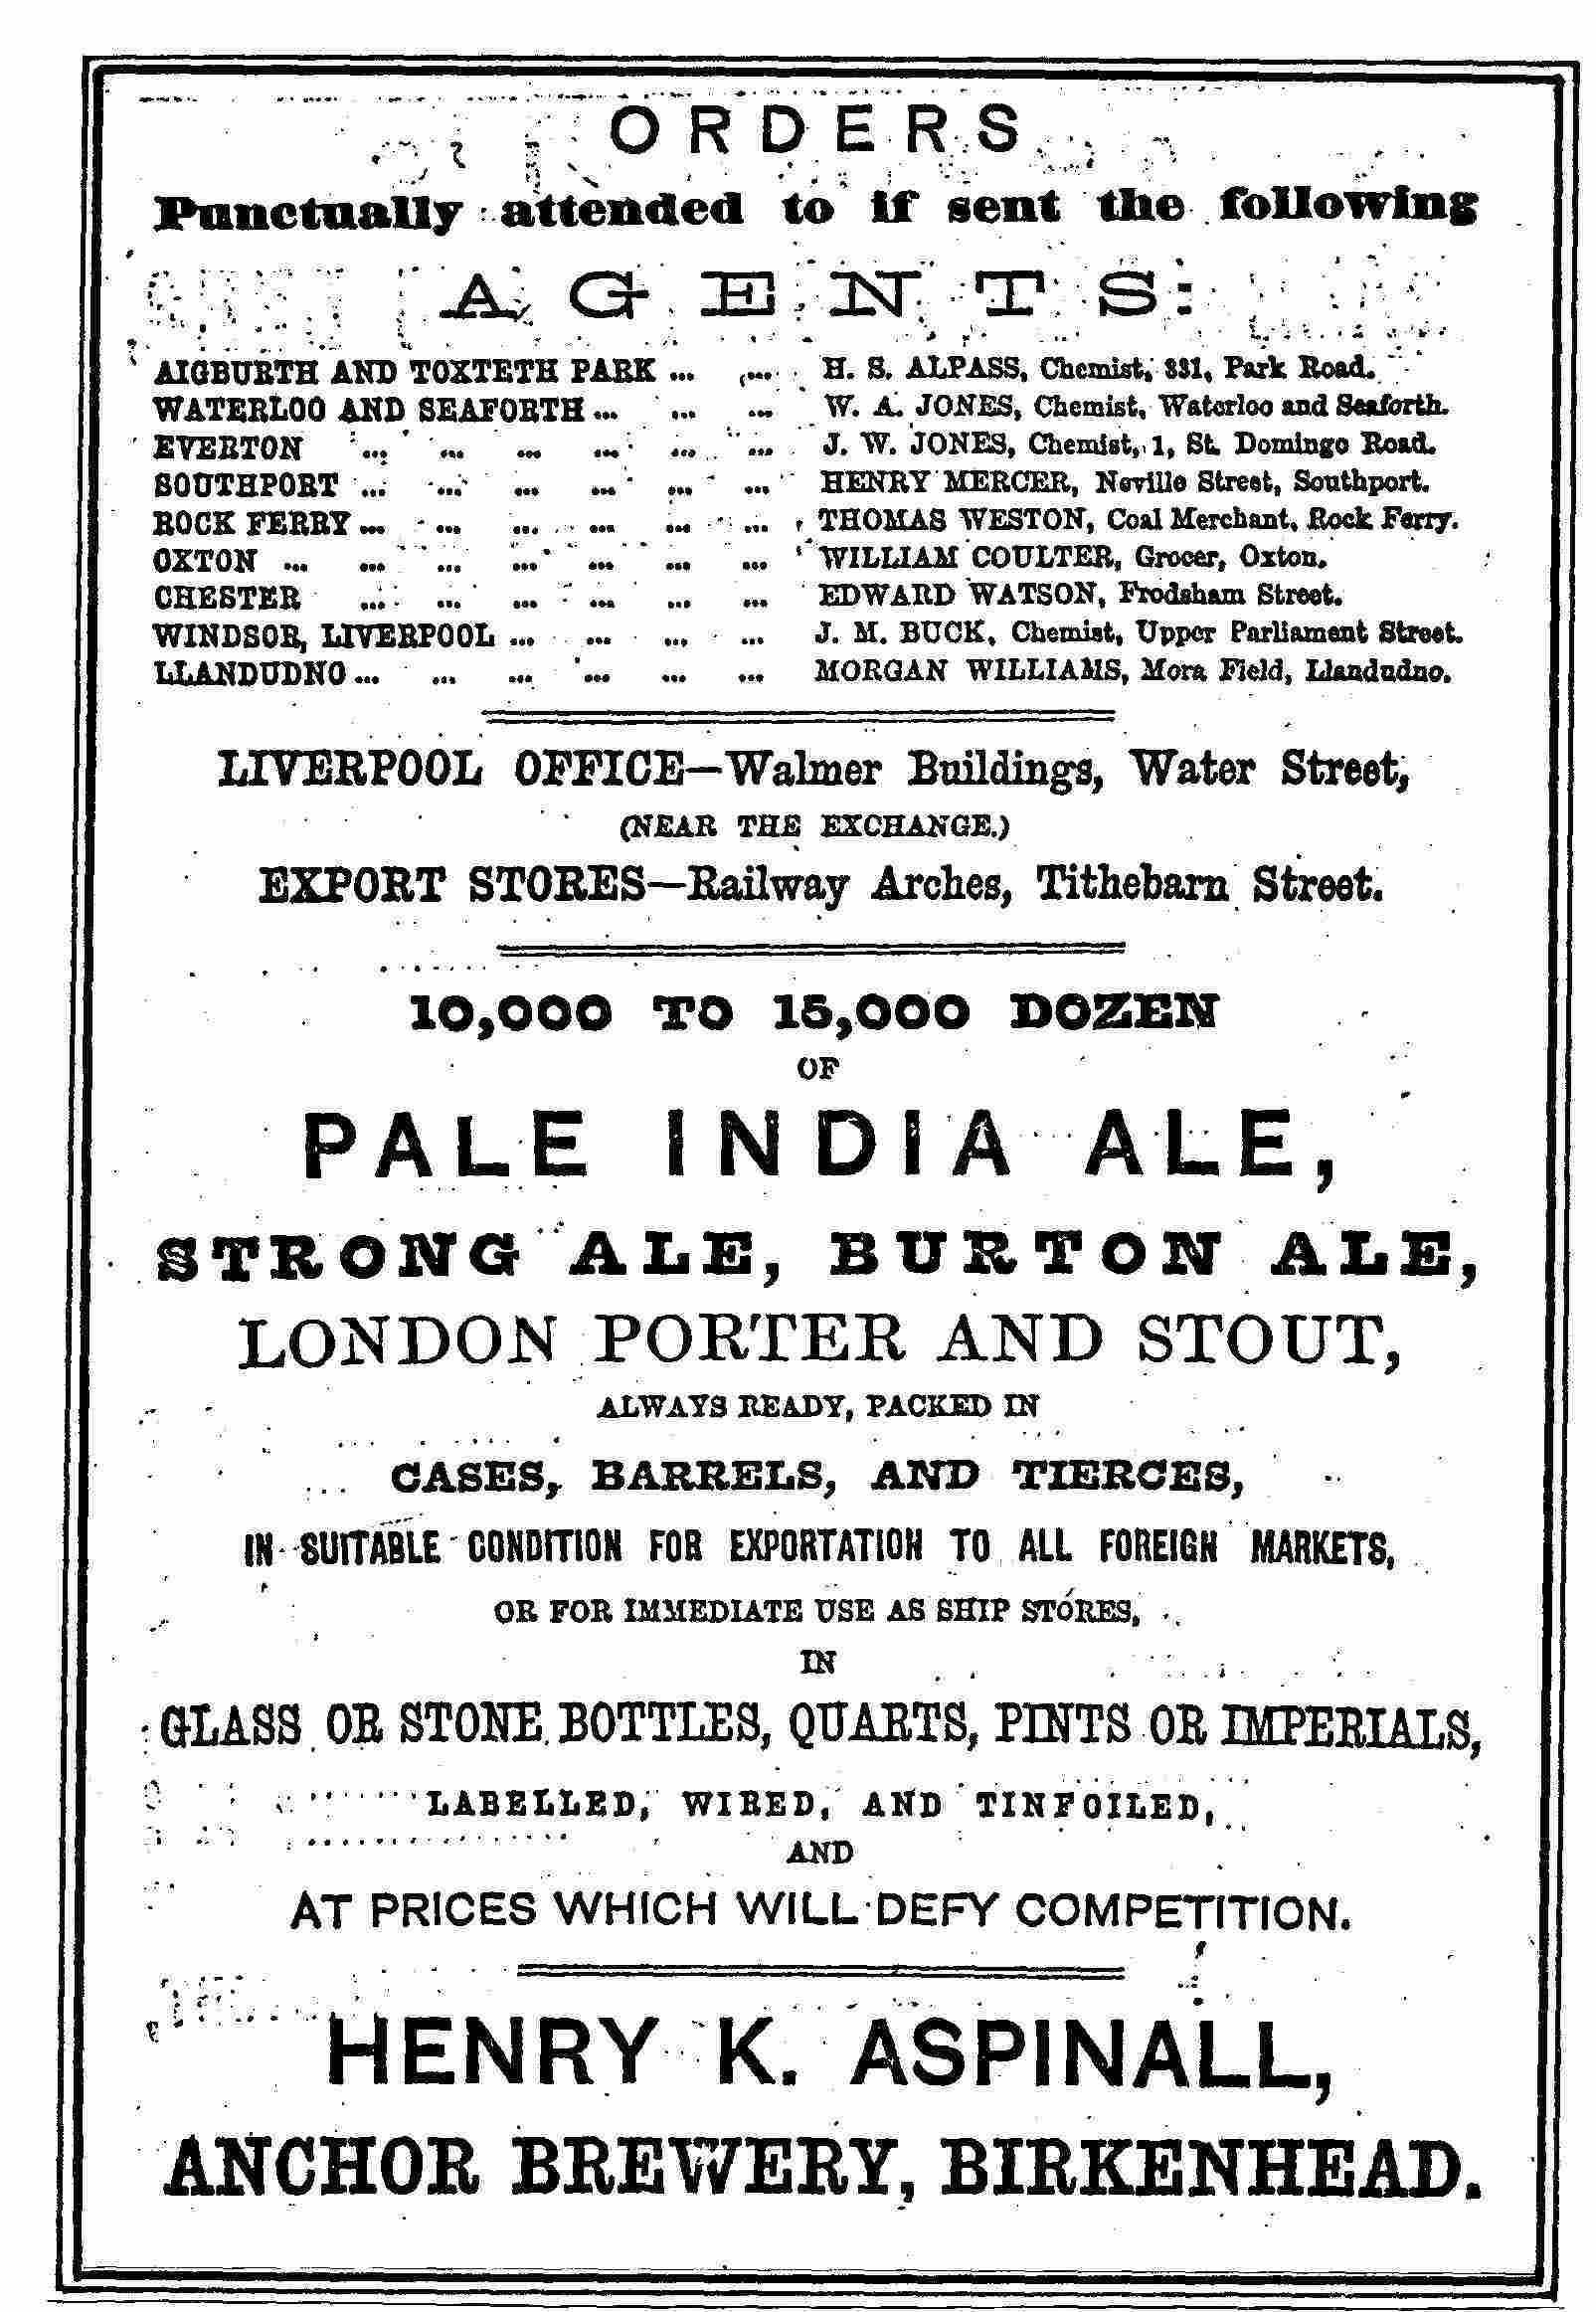 ORDERS
Punctually attended to if sent the following
AGENTS:
AIGBURTH AND TOXTETH PARK ... ... H. S. ALPASS, Chemist, 331, Park Road.
WATERLOO AND SEAFORTH ... ... ... W. A. JONES, Chemist, Waterloo and Seaforth.
EVERTON ... ... ... ... ... ... J. W. JONES, Chemist, 1, St. Domingo Road.
SOUTHPORT ... ... ... ... ... ... HENRY MERCER, Neville Street, Southport.
ROCK FERRY ... ... ... ... ... ... THOMAS WESTON, Coal Merchant, Rock Ferry.
OXTON ... ... ... ... ... ... ... WILLIAM COULTER, Grocer, Oxton.
CHESTER ... ... ... ... ... ... EDWARD WATSON, Frodsham Street.
WINDSOR, LIVERPOOL ... ... ... ... J. M. BUCK, Chemist, Upper Parliament Street.
LLANDUDNO ... ... ... ... ... ... MORGAN WILLIAMS, Mora Field, Llandudno.
LIVERPOOL OFFICE—Walmer Buildings, Water Street,
(NEAR THE EXCHANGE.)
EXPORT STORES—Railway Arches, Tithebarn Street.
10,000 TO 15,000 DOZEN
OF
PALE INDIA ALE,
STRONG ALE, BURTON ALE,
LONDON PORTER AND STOUT,
ALWAYS READY, PACKED IN
CASES, BARRELS, AND TIERCES,
IN SUITABLE CONDITION FOR EXPORTATION TO ALL FOREIGN MARKETS,
OR FOR IMMEDIATE USE AS SHIP STORES,
IN
GLASS OR STONE BOTTLES, QUARTS, PINTS OR IMPERIALS,
LABELLED, WIRED, AND TINFOILED,
AND
AT PRICES WHICH WILL DEFY COMPETITION.
HENRY K. ASPINALL,
ANCHOR BREWERY, BIRKENHEAD.